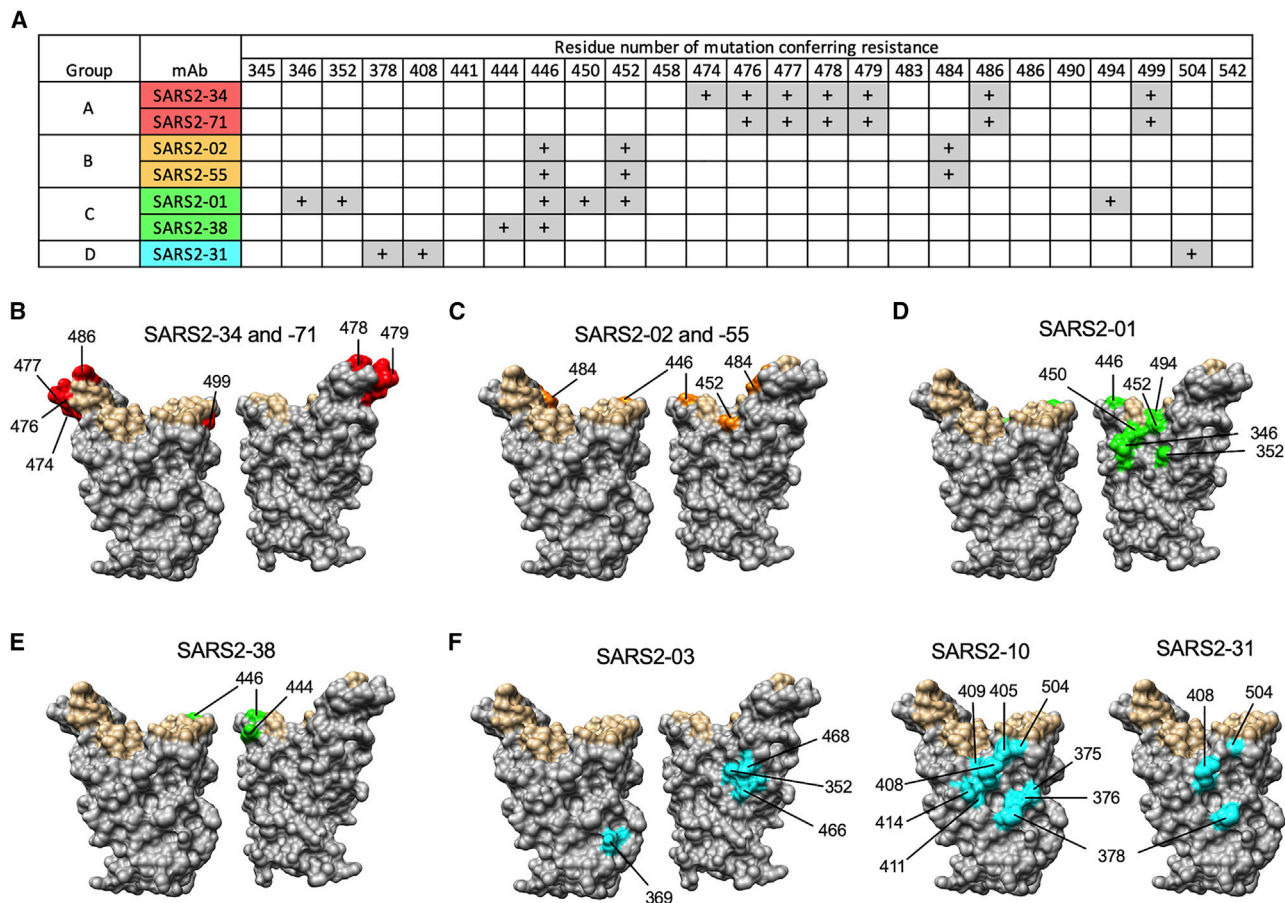 A
Residue number of mutation conferring resistance
Group mAb 345 346 352 378 408 441 444 446 450 452 458 474 476 477 478 479 483 484 486 486 490 494 499 504 542
A SARS2-34 + + + + + + +
SARS2-71 + + + + + +
B SARS2-02 + + +
SARS2-55 + + +
C SARS2-01 + + + + + +
SARS2-38 + +
D SARS2-31 + + +
B
SARS2-34 and -71
486
477
476
474
499
478
479
C
SARS2-02 and -55
484
446
452
484
D
SARS2-01
446
450
452
494
346
352
E
SARS2-38
446
444
F
SARS2-03
468
352
466
369
SARS2-10
409
405
504
408
414
411
375
376
378
SARS2-31
408
504